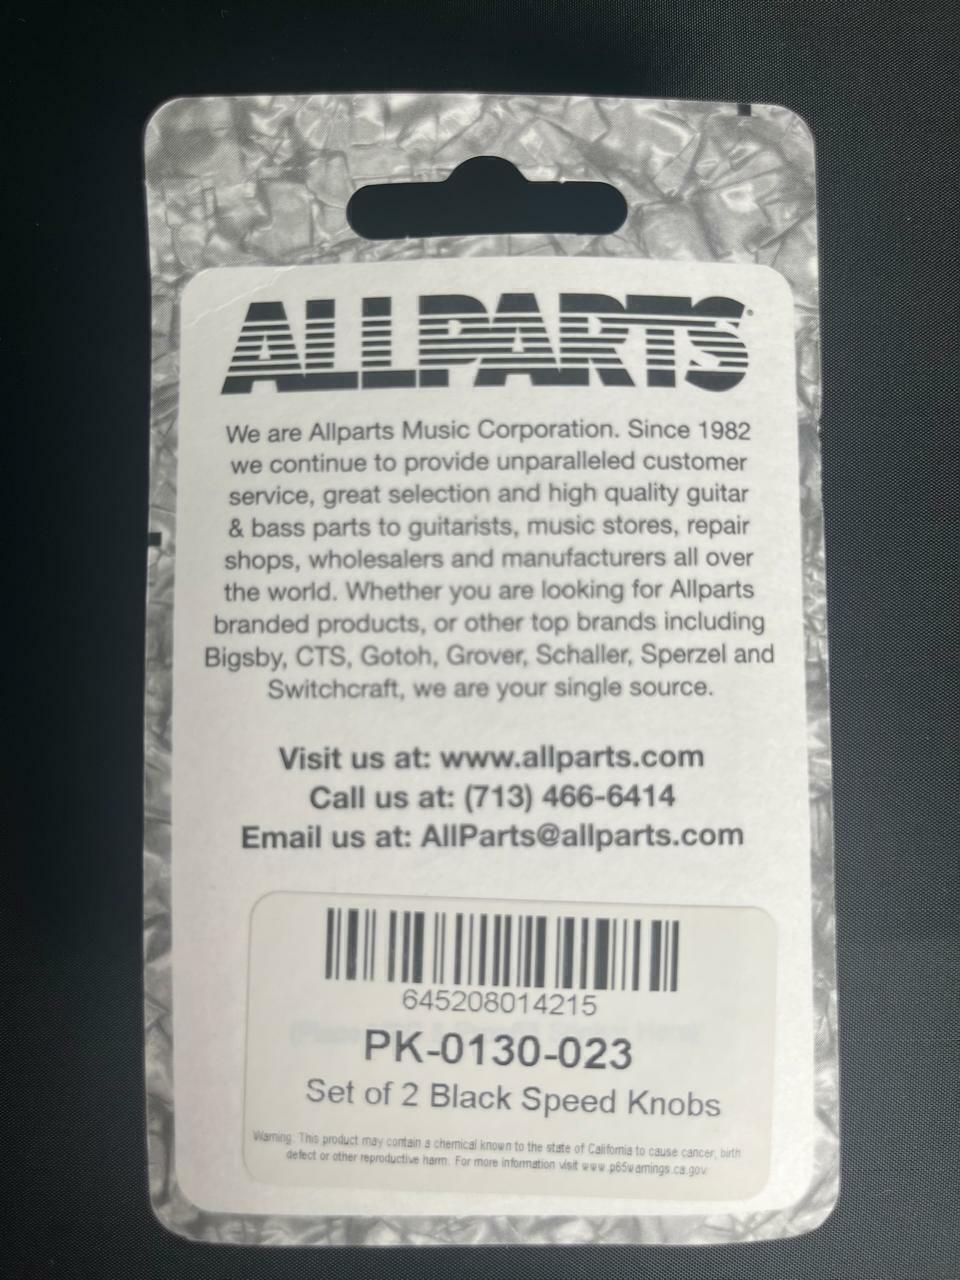 ALLPARTS
We are Allparts Music Corporation. Since 1982
we continue to provide unparalleled customer
service, great selection and high quality guitar
& bass parts to guitarists, music stores, repair
shops, wholesalers and manufacturers all over
the world. Whether you are looking for Allparts
branded products, or other top brands including
Bigsby, CTS, Gotoh, Grover, Schaller, Sperzel and
Switchcraft, we are your single source.
Visit us at: www.allparts.com
Call us at: (713) 466-6414
Email us at: AllParts@allparts.com
645208014215
PK-0130-023
Set of 2 Black Speed Knobs
Warning: This product may contain a chemical known to the state of California to cause cancer, birth
defect or other reproductive harm. For more information visit www.p65warnings.ca.gov